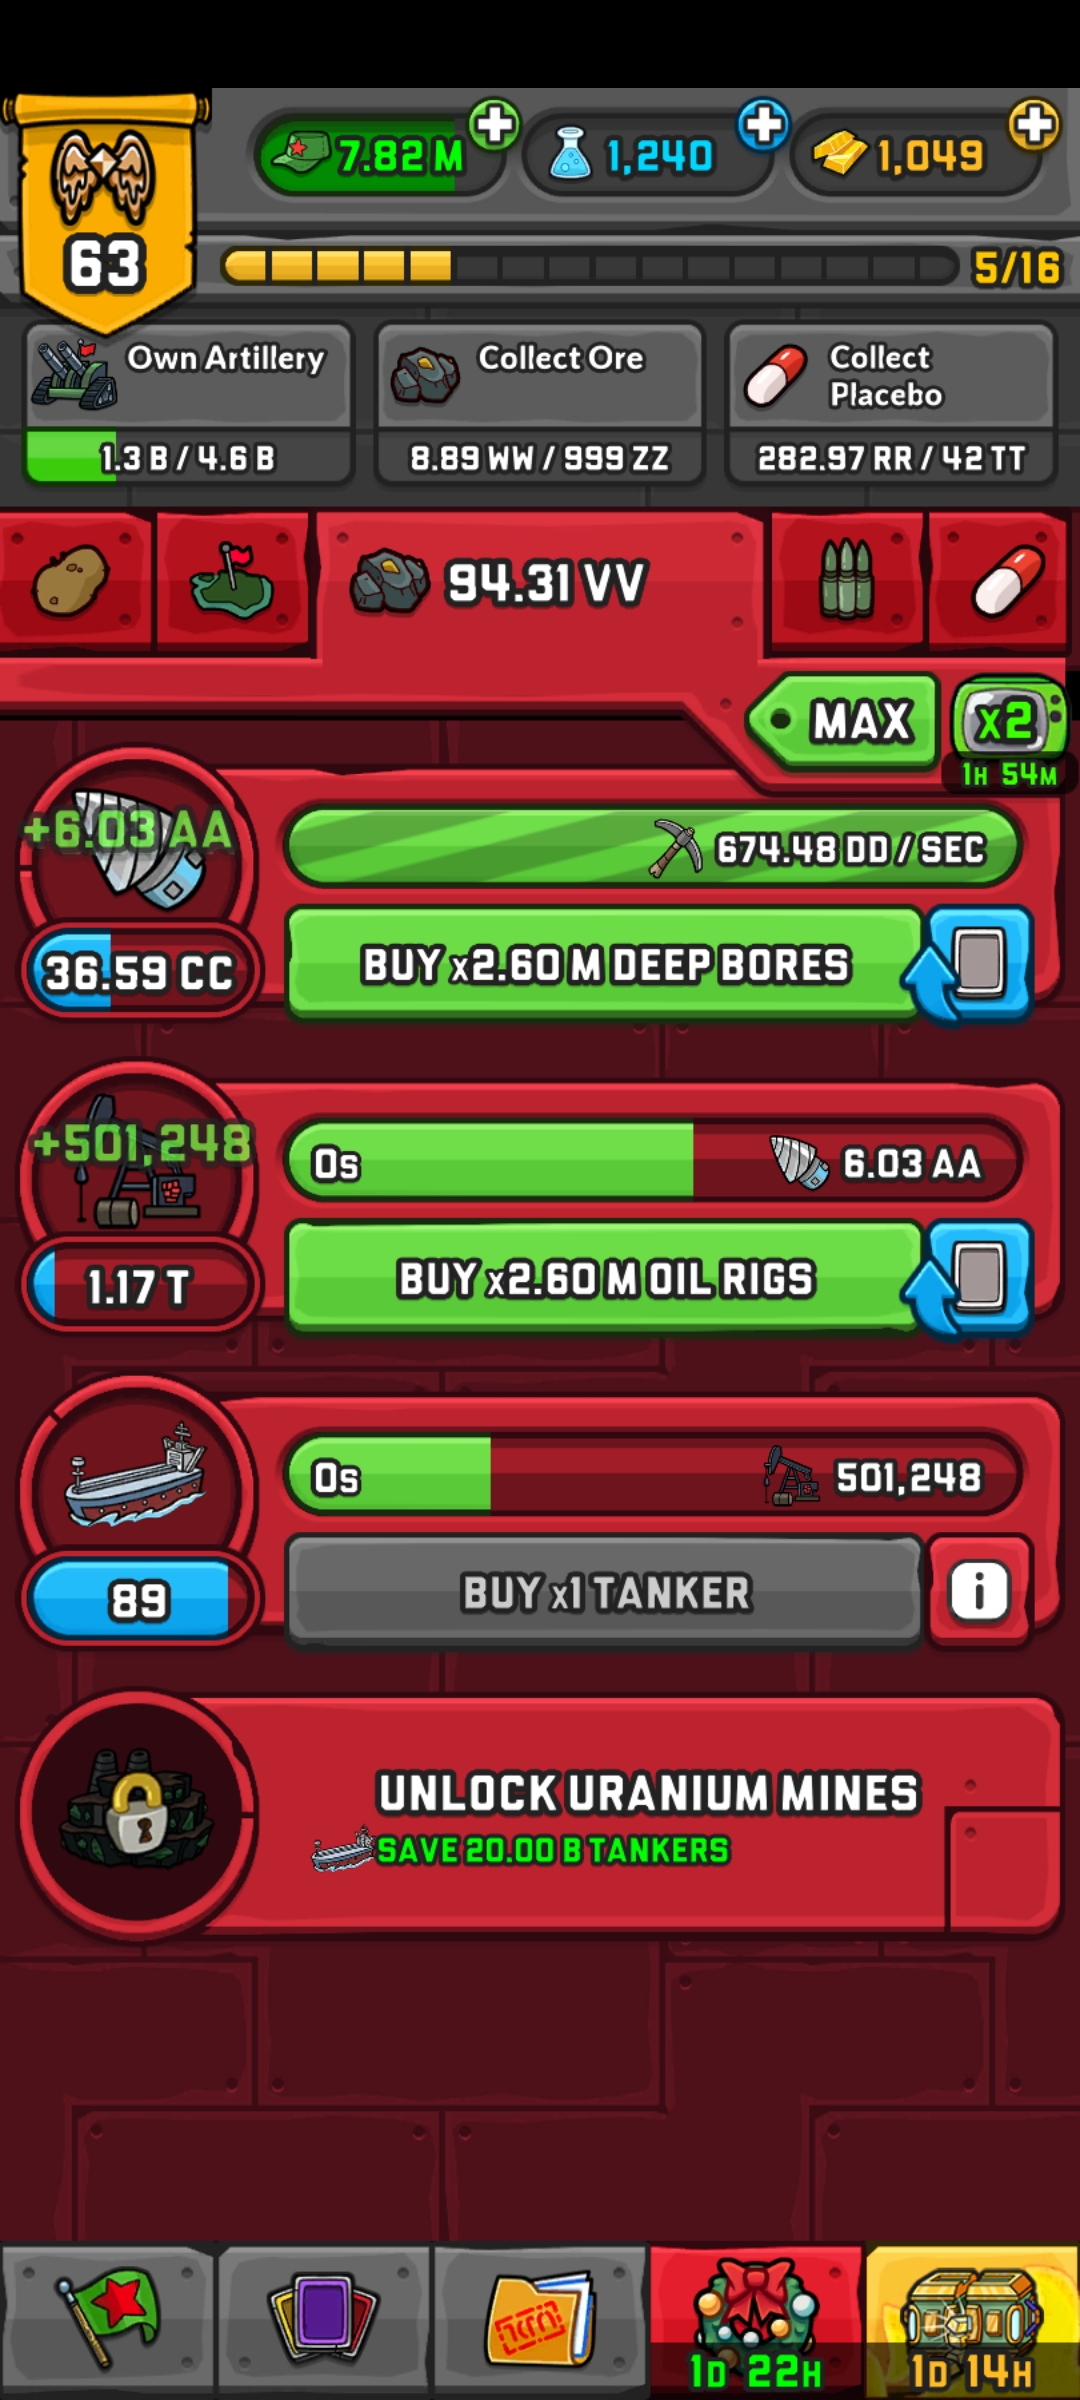 7.82 M
1,240
1,049
63
5/16
Own Artillery
1.3 B / 4.6 B
Collect Ore
8.89 WW / 999 ZZ
Collect
Placebo
282.97 RR / 42 TT
94.31 VV
MAX
x2
1H 54M
+6.03 AA
674.48 DD / SEC
36.59 CC
BUY x2.60 M DEEP BORES
+501,248
0s
6.03 AA
1.17 T
BUY x2.60 M OIL RIGS
0s
501,248
89
BUY x1 TANKER
i
UNLOCK URANIUM MINES
SAVE 20.00 B TANKERS
1D 22H
1D 14H